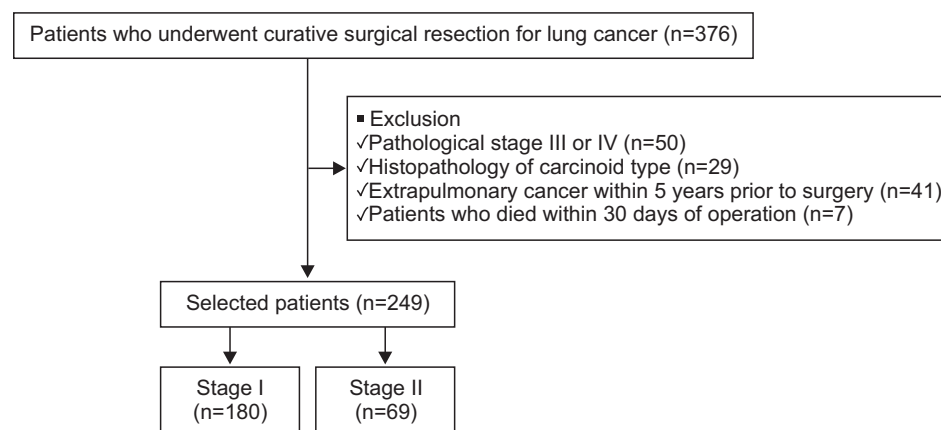 Patients who underwent curative surgical resection for lung cancer (n=376)
▪ Exclusion
✓Pathological stage III or IV (n=50)
✓Histopathology of carcinoid type (n=29)
✓Extrapulmonary cancer within 5 years prior to surgery (n=41)
✓Patients who died within 30 days of operation (n=7)
Selected patients (n=249)
Stage I
(n=180)
Stage II
(n=69)